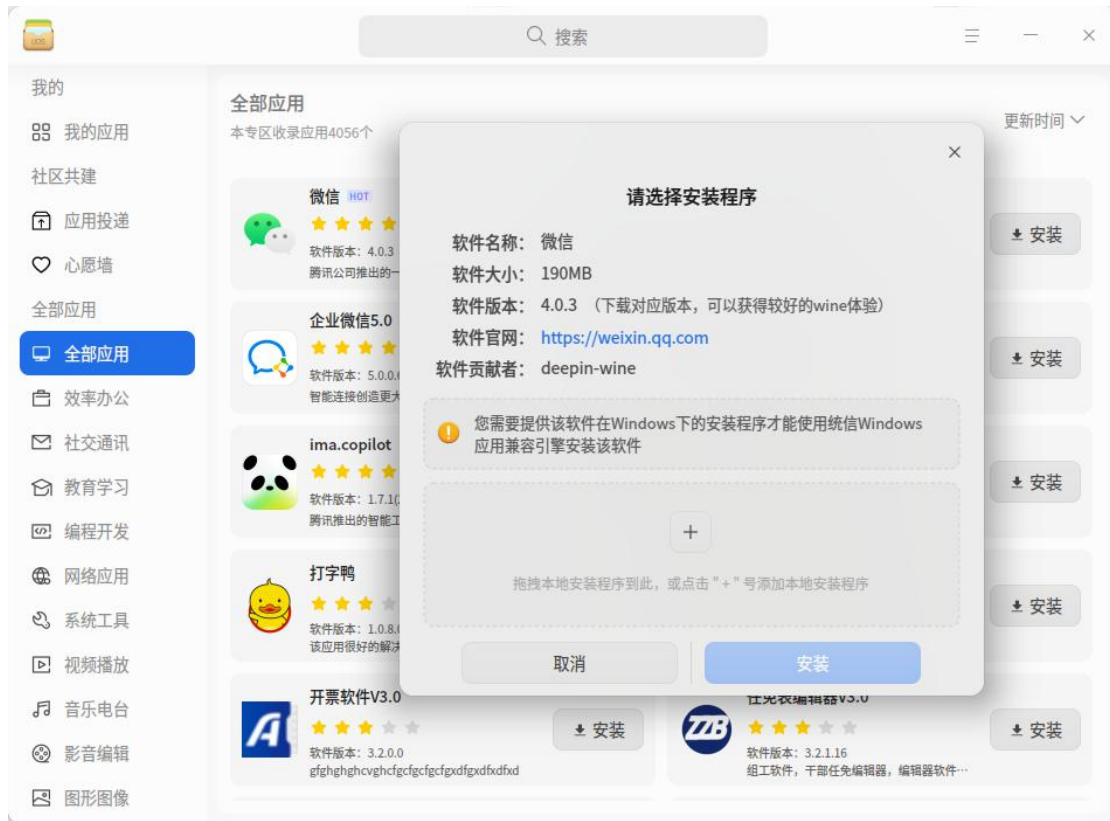 UOS
搜索
我的
我的应用
社区共建
应用投递
心愿墙
全部应用
全部应用
效率办公
社交通讯
教育学习
编程开发
网络应用
系统工具
视频播放
音乐电台
影音编辑
图形图像
全部应用
本专区收录应用4056个
更新时间
微信 HOT
软件版本：4.0.3
腾讯公司推出的一
安装
企业微信5.0
软件版本：5.0.0.
智能连接创造更大
安装
ima.copilot
软件版本：1.7.1(
腾讯推出的智能工
安装
打字鸭
软件版本：1.0.8.
该应用很好的解决
安装
开票软件V3.0
软件版本：3.2.0.0
gfghghghcvghcfgcfgcfgcfgxdfgxdfxdfxd
安装
ZZB
任免表编辑器V3.0
软件版本：3.2.1.16
组工软件，干部任免编辑器，编辑器软件…
安装
请选择安装程序
软件名称： 微信
软件大小： 190MB
软件版本： 4.0.3 （下载对应版本，可以获得较好的wine体验）
软件官网： https://weixin.qq.com
软件贡献者： deepin-wine
您需要提供该软件在Windows下的安装程序才能使用统信Windows
应用兼容引擎安装该软件
拖拽本地安装程序到此，或点击"+"号添加本地安装程序
取消
安装